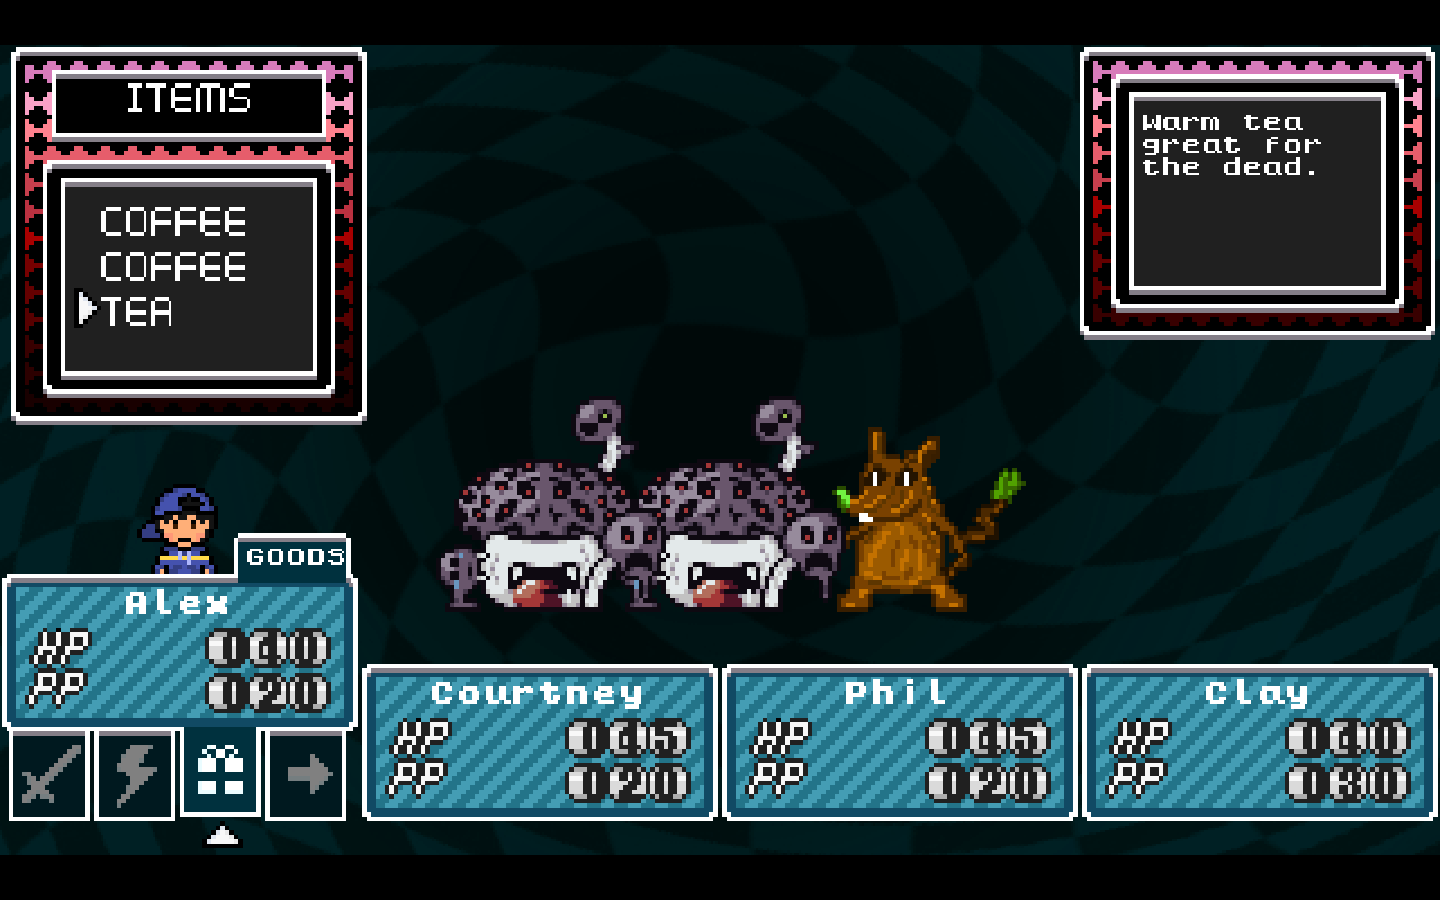 ITEMS
COFFEE
COFFEE
TEA
Warm tea
great for
the dead.
GOODS
Alex
HP 040
PP 020
Courtney
HP 045
PP 020
Phil
HP 045
PP 020
Clay
HP 040
PP 030